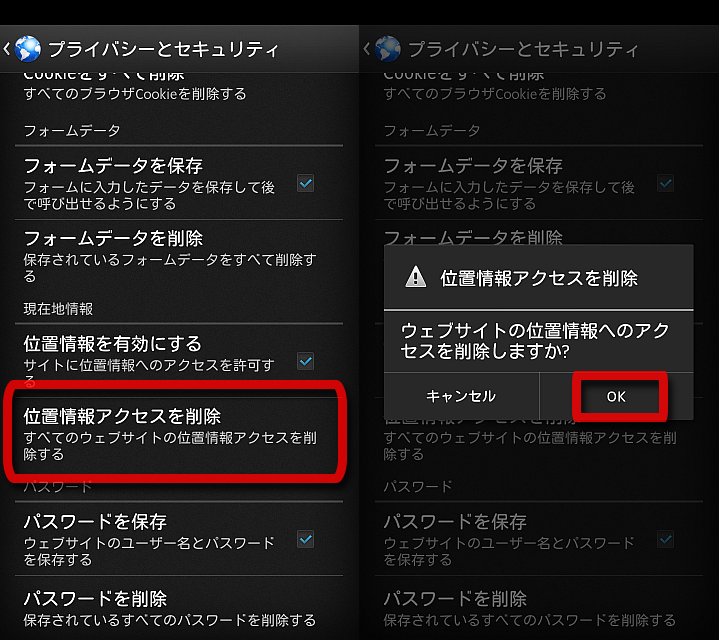 プライバシーとセキュリティ
Cookieをすべて削除
すべてのブラウザCookieを削除する
フォームデータ
フォームデータを保存
フォームに入力したデータを保存して後
で呼び出せるようにする
フォームデータを削除
保存されているフォームデータをすべて削除す
る
現在地情報
位置情報を有効にする
サイトに位置情報へのアクセスを許可す
る
位置情報アクセスを削除
すべてのウェブサイトの位置情報アクセスを削
除する
パスワード
パスワードを保存
ウェブサイトのユーザー名とパスワード
を保存する
パスワードを削除
保存されているすべてのパスワードを削除する
プライバシーとセキュリティ
Cookieをすべて削除
すべてのブラウザCookieを削除する
フォームデータ
フォームデータを保存
フォームに入力したデータを保存して後
で呼び出せるようにする
フォームデータを削除
位置情報アクセスを削除
ウェブサイトの位置情報へのアク
セスを削除しますか?
キャンセル
OK
位置情報アクセスを削除
すべてのウェブサイトの位置情報アクセスを削
除する
パスワード
パスワードを保存
ウェブサイトのユーザー名とパスワード
を保存する
パスワードを削除
保存されているすべてのパスワードを削除する